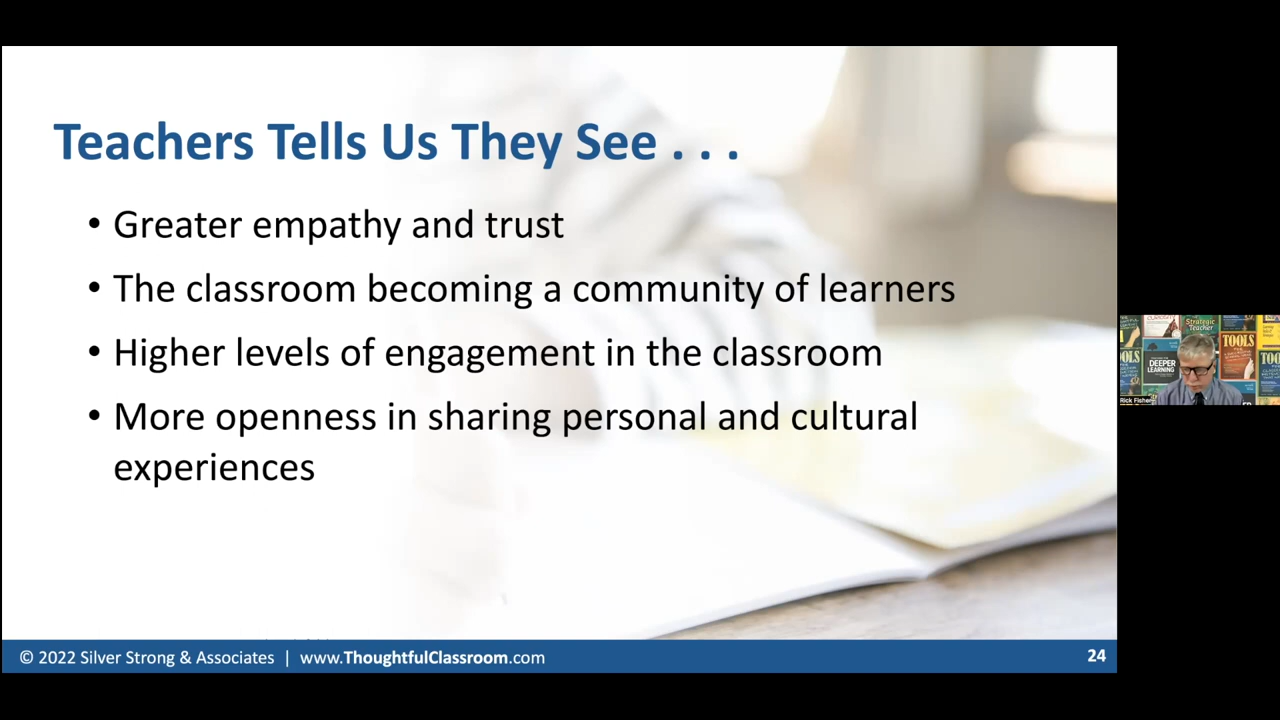 Teachers Tells Us They See . . .
• Greater empathy and trust
• The classroom becoming a community of learners
• Higher levels of engagement in the classroom
• More openness in sharing personal and cultural
experiences
© 2022 Silver Strong & Associates | www.ThoughtfulClassroom.com
24
Strategic
Teacher
TOOLS
DEEPER
LEARNING
Rick Fisher